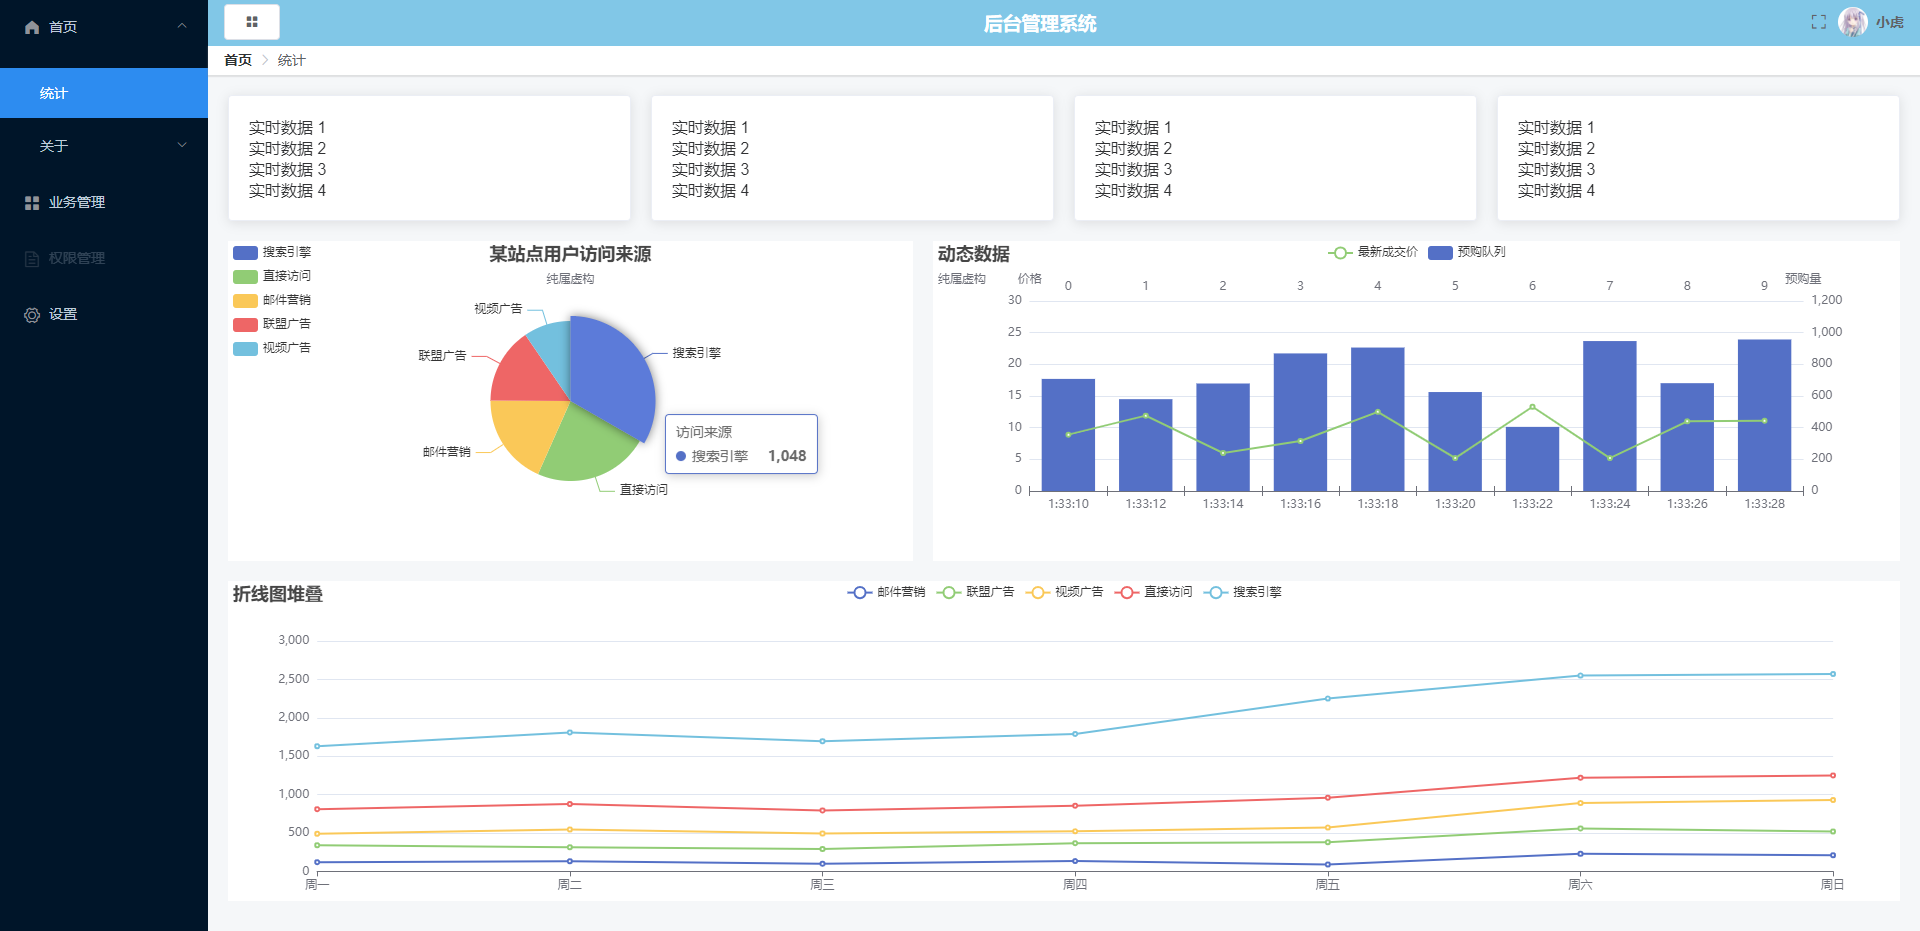 首页
统计
关于
业务管理
权限管理
设置
后台管理系统
小虎
首页 统计
实时数据 1
实时数据 2
实时数据 3
实时数据 4
实时数据 1
实时数据 2
实时数据 3
实时数据 4
实时数据 1
实时数据 2
实时数据 3
实时数据 4
实时数据 1
实时数据 2
实时数据 3
实时数据 4
搜索引擎
直接访问
邮件营销
联盟广告
视频广告
某站点用户访问来源
纯属虚构
视频广告
联盟广告
搜索引擎
邮件营销
直接访问
访问来源
搜索引擎 1,048
动态数据
纯属虚构
最新成交价 预购队列
价格 0 1 2 3 4 5 6 7 8 9 预购量
30 1,200
25 1,000
20 800
15 600
10 400
5 200
0 0
1:33:10 1:33:12 1:33:14 1:33:16 1:33:18 1:33:20 1:33:22 1:33:24 1:33:26 1:33:28
折线图堆叠
邮件营销 联盟广告 视频广告 直接访问 搜索引擎
3,000
2,500
2,000
1,500
1,000
500
0
周一 周二 周三 周四 周五 周六 周日